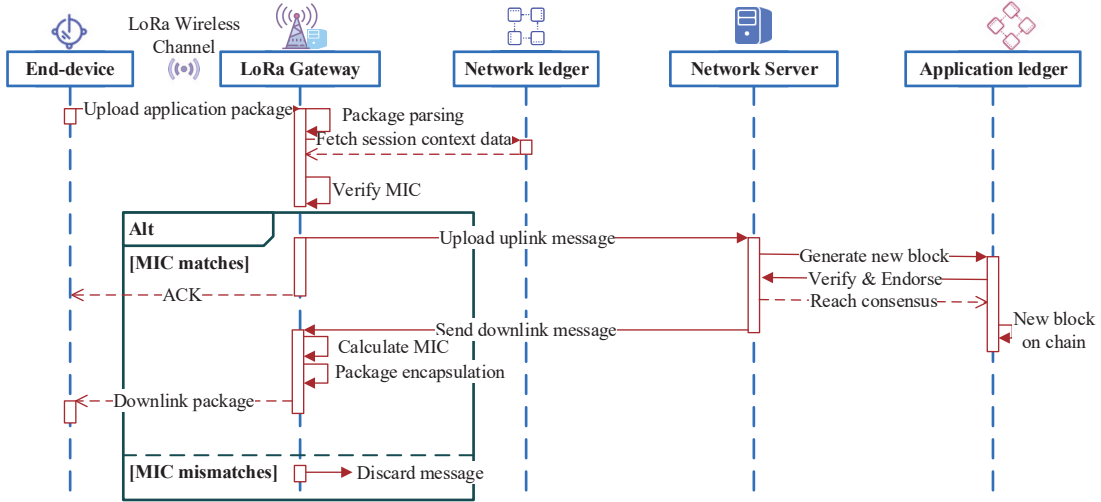 LoRa Wireless
Channel
End-device
LoRa Gateway
Network ledger
Network Server
Application ledger
Upload application package
Package parsing
Fetch session context data
Verify MIC
Alt
[MIC matches]
Upload uplink message
Generate new block
Verify & Endorse
ACK
Reach consensus
Send downlink message
New block
on chain
Calculate MIC
Package encapsulation
Downlink package
[MIC mismatches]
Discard message